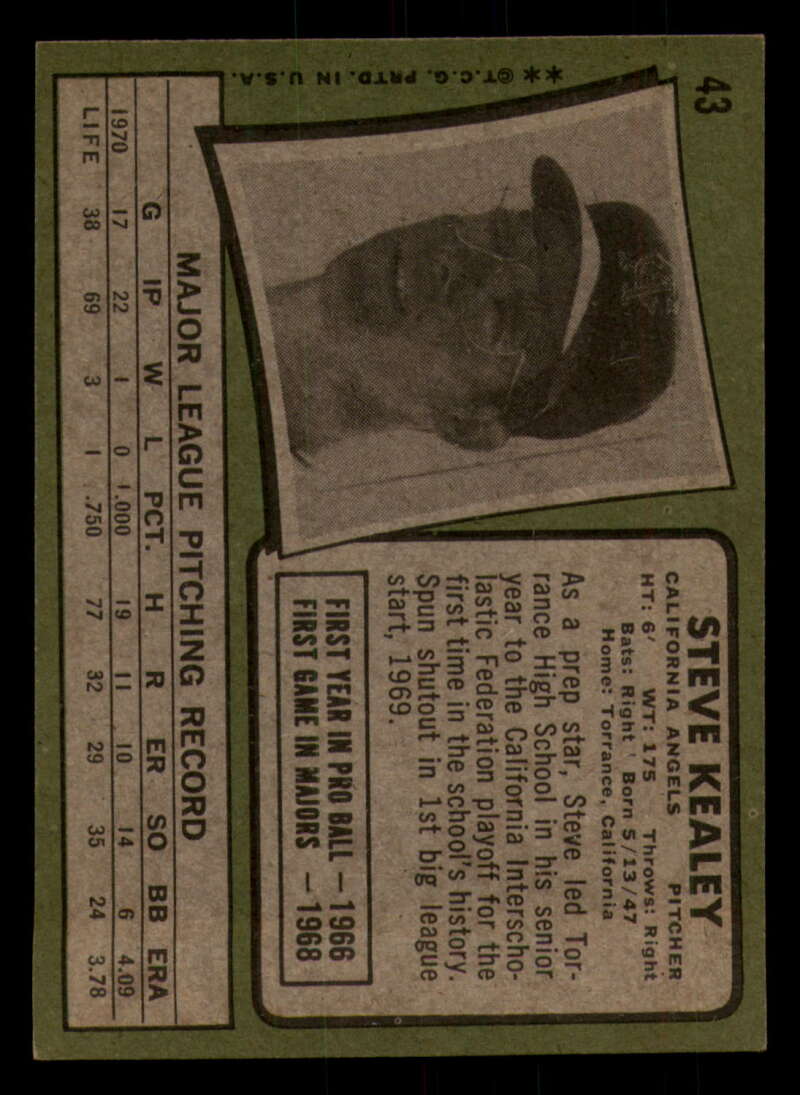 43
**©T.C.G. PRTD. IN U.S.A.
STEVE KEALEY
CALIFORNIA ANGELS PITCHER
HT: 6' WT: 175 Throws: Right
Bats: Right Born 5/13/47
Home: Torrance, California
As a prep star, Steve led Tor-
rance High School in his senior
year to the California Interscho-
lastic Federation playoff for the
first time in the school's history.
Spun shutout in 1st big league
start, 1969.
FIRST YEAR IN PRO BALL — 1966
FIRST GAME IN MAJORS — 1968
MAJOR LEAGUE PITCHING RECORD
G IP W L PCT. H R ER SO BB ERA
1970 17 22 1 0 1.000 19 11 10 14 6 4.09
LIFE 38 69 3 1 .750 77 32 29 35 24 3.78